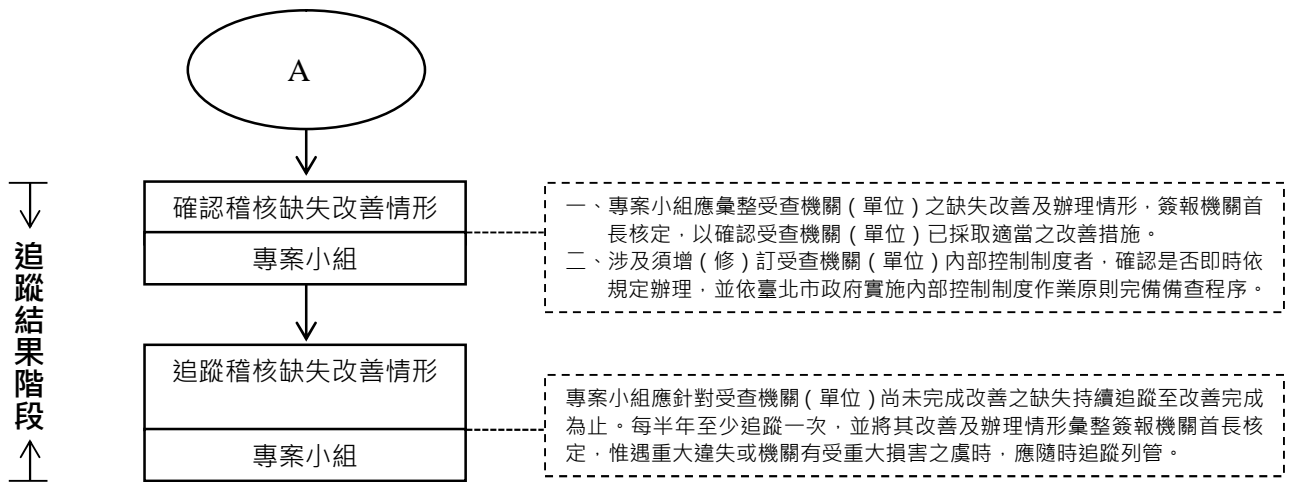 A
追蹤結果階段
確認稽核缺失改善情形
專案小組
一、專案小組應彙整受查機關(單位)之缺失改善及辦理情形，簽報機關首
長核定，以確認受查機關(單位)已採取適當之改善措施。
二、涉及須增(修)訂受查機關(單位)內部控制制度者，確認是否即時依
規定辦理，並依臺北市政府實施內部控制制度作業原則完備備查程序。
追蹤稽核缺失改善情形
專案小組
專案小組應針對受查機關(單位)尚未完成改善之缺失持續追蹤至改善完成
為止。每半年至少追蹤一次，並將其改善及辦理情形彙整簽報機關首長核
定，惟遇重大違失或機關有受重大損害之虞時，應隨時追蹤列管。